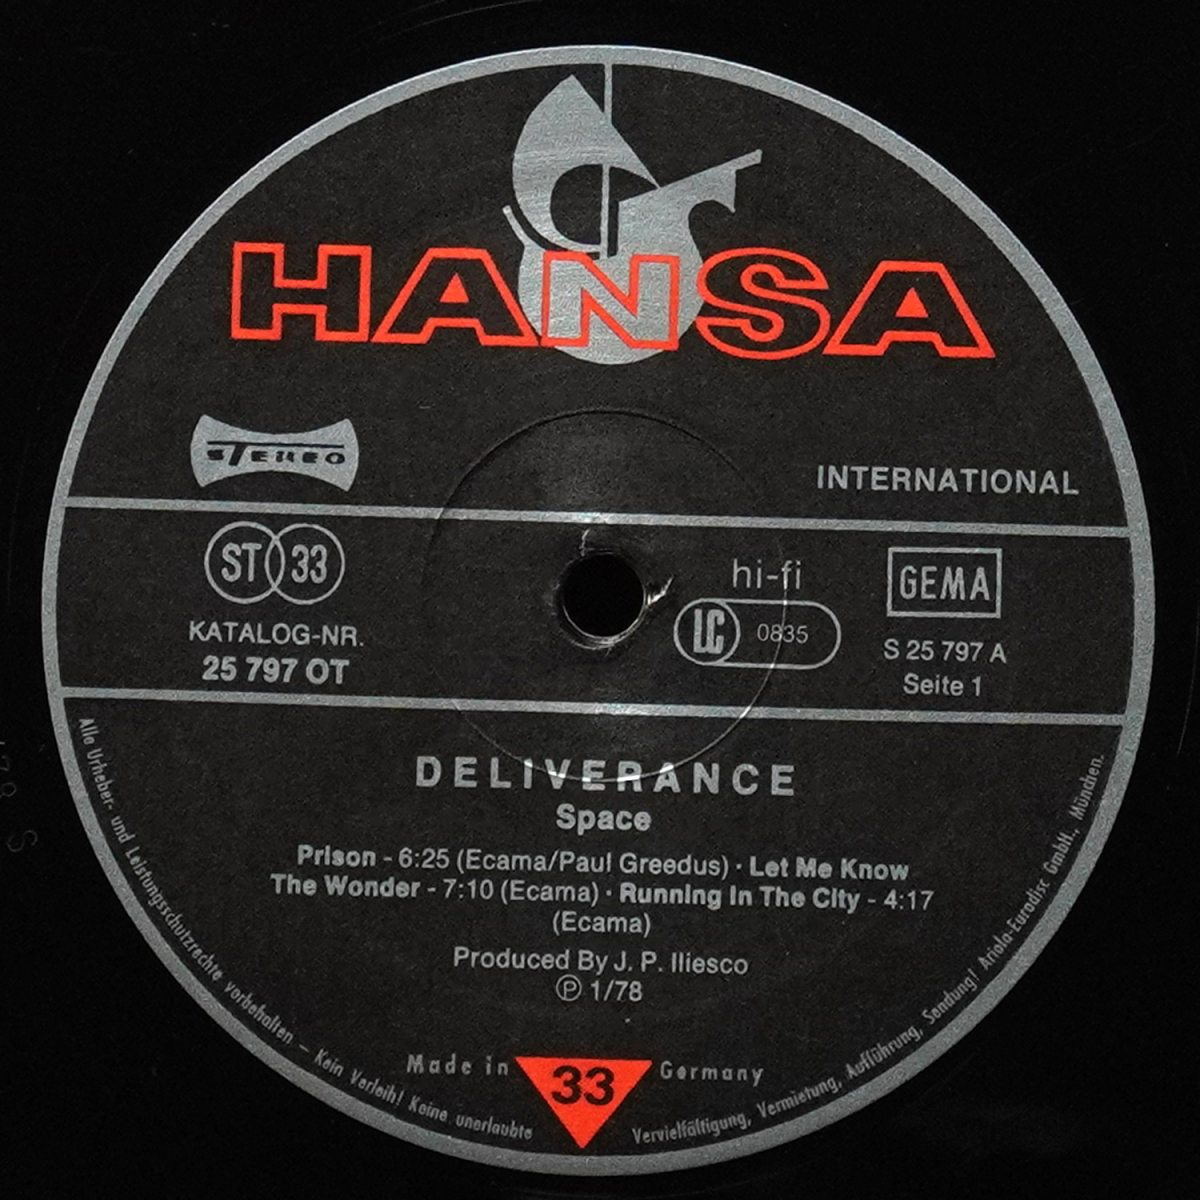 HANSA
STEREO
INTERNATIONAL
ST 33
hi-fi
GEMA
KATALOG-NR.
LC 0835
S 25 797 A
25 797 OT
Seite 1
DELIVERANCE
Space
Prison - 6:25 (Ecama/Paul Greedus) · Let Me Know
The Wonder - 7:10 (Ecama) · Running In The City - 4:17
(Ecama)
Produced By J. P. Iliesco
Ⓟ 1/78
Made in 33 Germany
Alle Urheber- und Leistungsschutzrechte vorbehalten – Kein Verleih! Keine unerlaubte Vervielfältigung, Vermietung, Aufführung, Sendung! Ariola-Eurodisc GmbH., München.